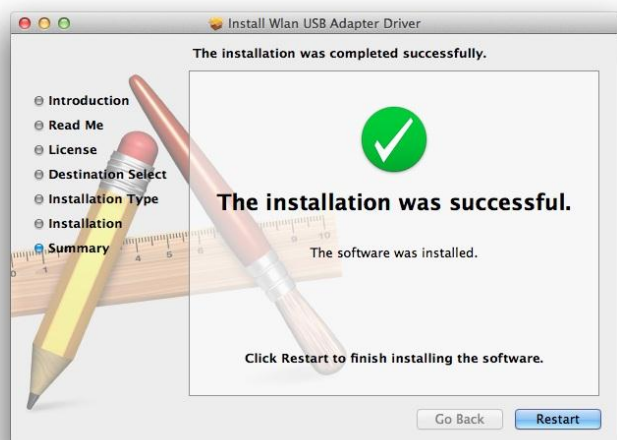 Install Wlan USB Adapter Driver
The installation was completed successfully.
Introduction
Read Me
License
Destination Select
Installation Type
Installation
Summary
The installation was successful.
The software was installed.
Click Restart to finish installing the software.
Go Back
Restart